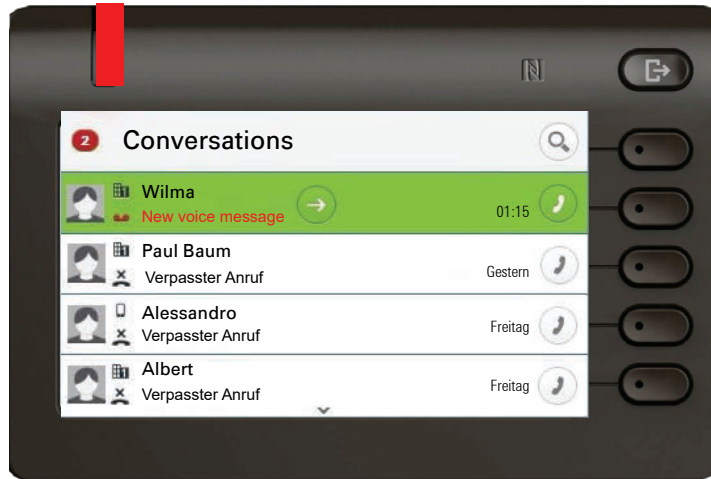 2 Conversations
Wilma
New voice message
01:15
Paul Baum
Verpasster Anruf
Gestern
Alessandro
Verpasster Anruf
Freitag
Albert
Verpasster Anruf
Freitag